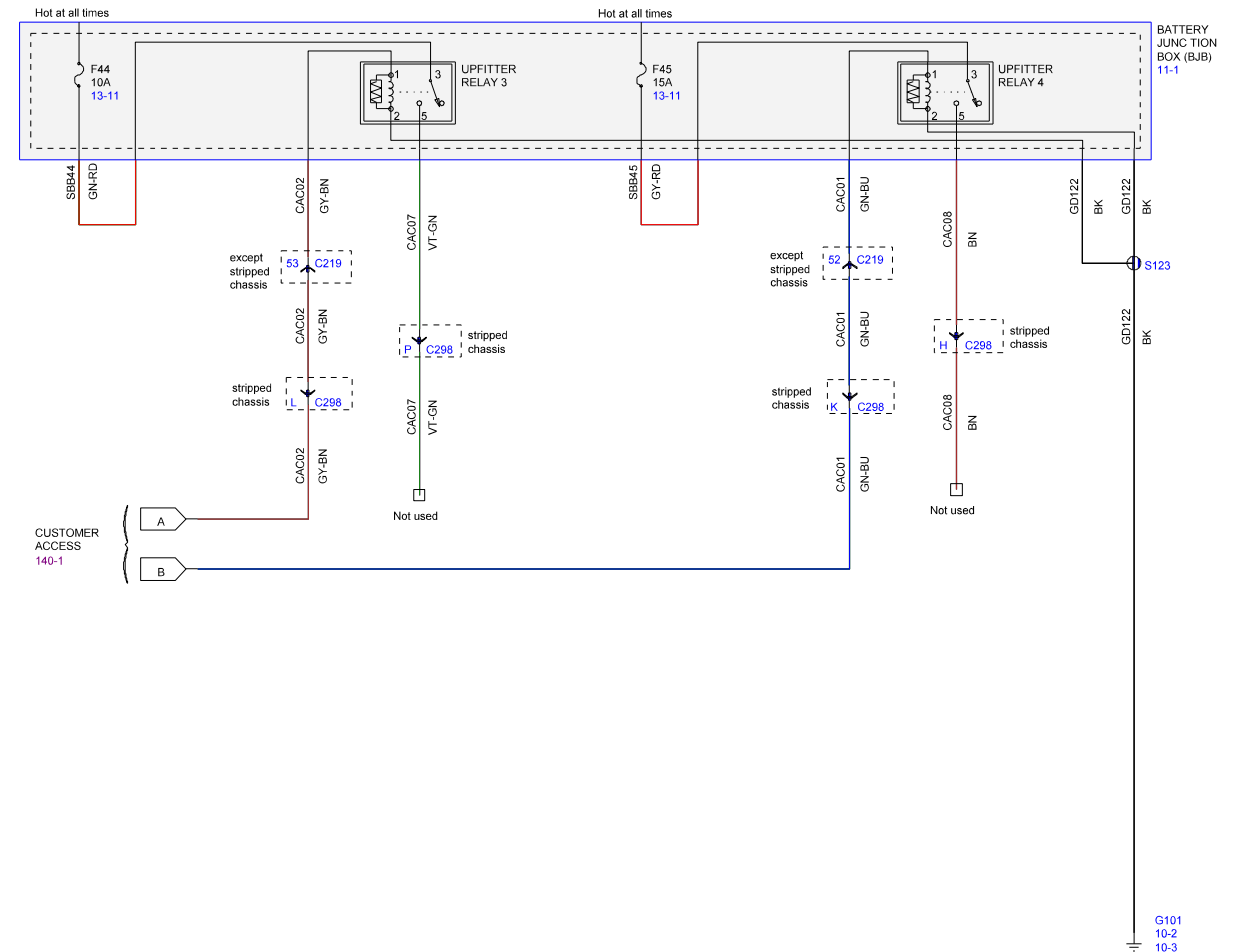 Hot at all times
Hot at all times
BATTERY
JUNC TION
BOX (BJB)
11-1
F44
10A
13-11
1
3
2
5
UPFITTER
RELAY 3
F45
15A
13-11
1
3
2
5
UPFITTER
RELAY 4
SBB44
GN-RD
CAC02
GY-BN
CAC07
VT-GN
SBB45
GY-RD
CAC01
GN-BU
CAC08
BN
GD122
BK
GD122
BK
except
stripped
chassis
53 C219
except
stripped
chassis
52 C219
S123
CAC02
GY-BN
stripped
chassis
P C298
CAC01
GN-BU
stripped
chassis
H C298
GD122
BK
stripped
chassis
L C298
CAC07
VT-GN
stripped
chassis
K C298
CAC08
BN
CAC02
GY-BN
CAC01
GN-BU
Not used
Not used
CUSTOMER
ACCESS
140-1
A
B
G101
10-2
10-3